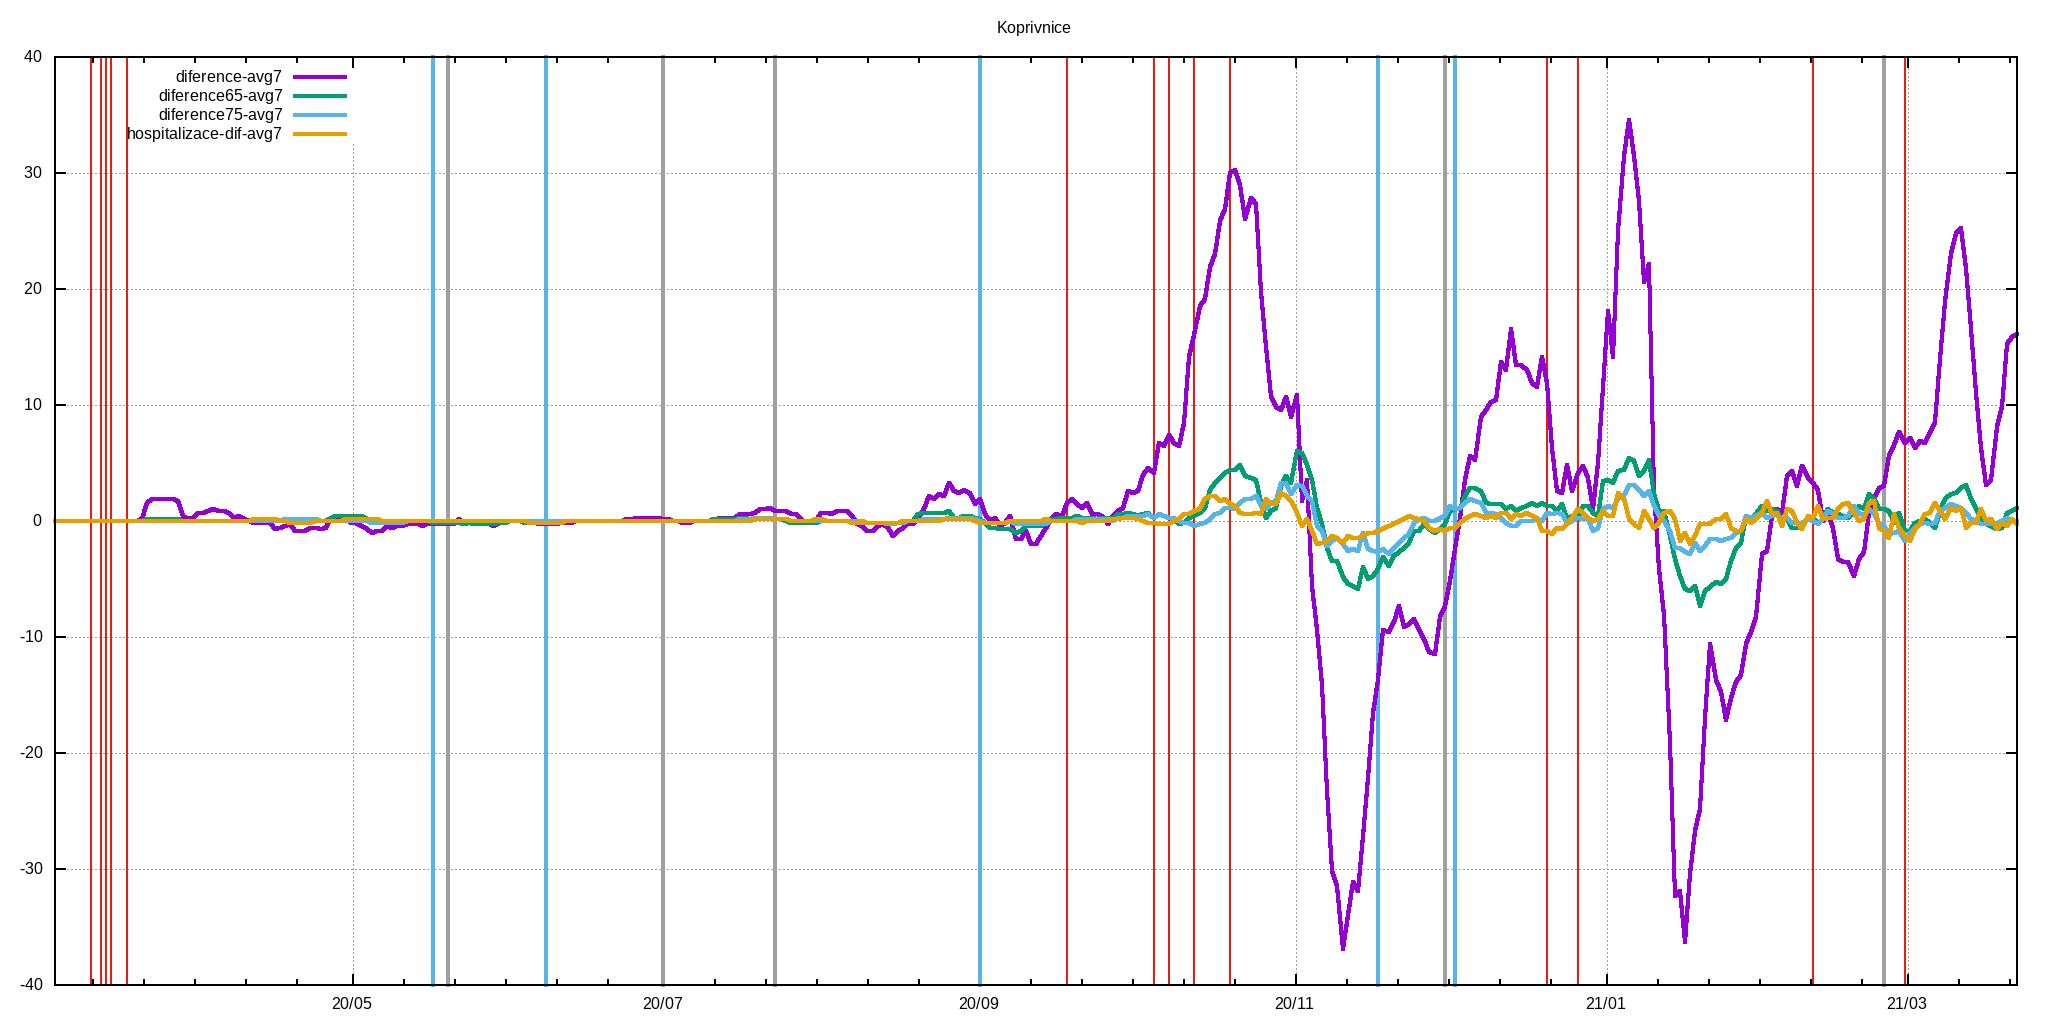 Koprivnice
diference-avg7
diference65-avg7
diference75-avg7
hospitalizace-dif-avg7
40
30
20
10
0
-10
-20
-30
-40
20/05 20/07 20/09 20/11 21/01 21/03